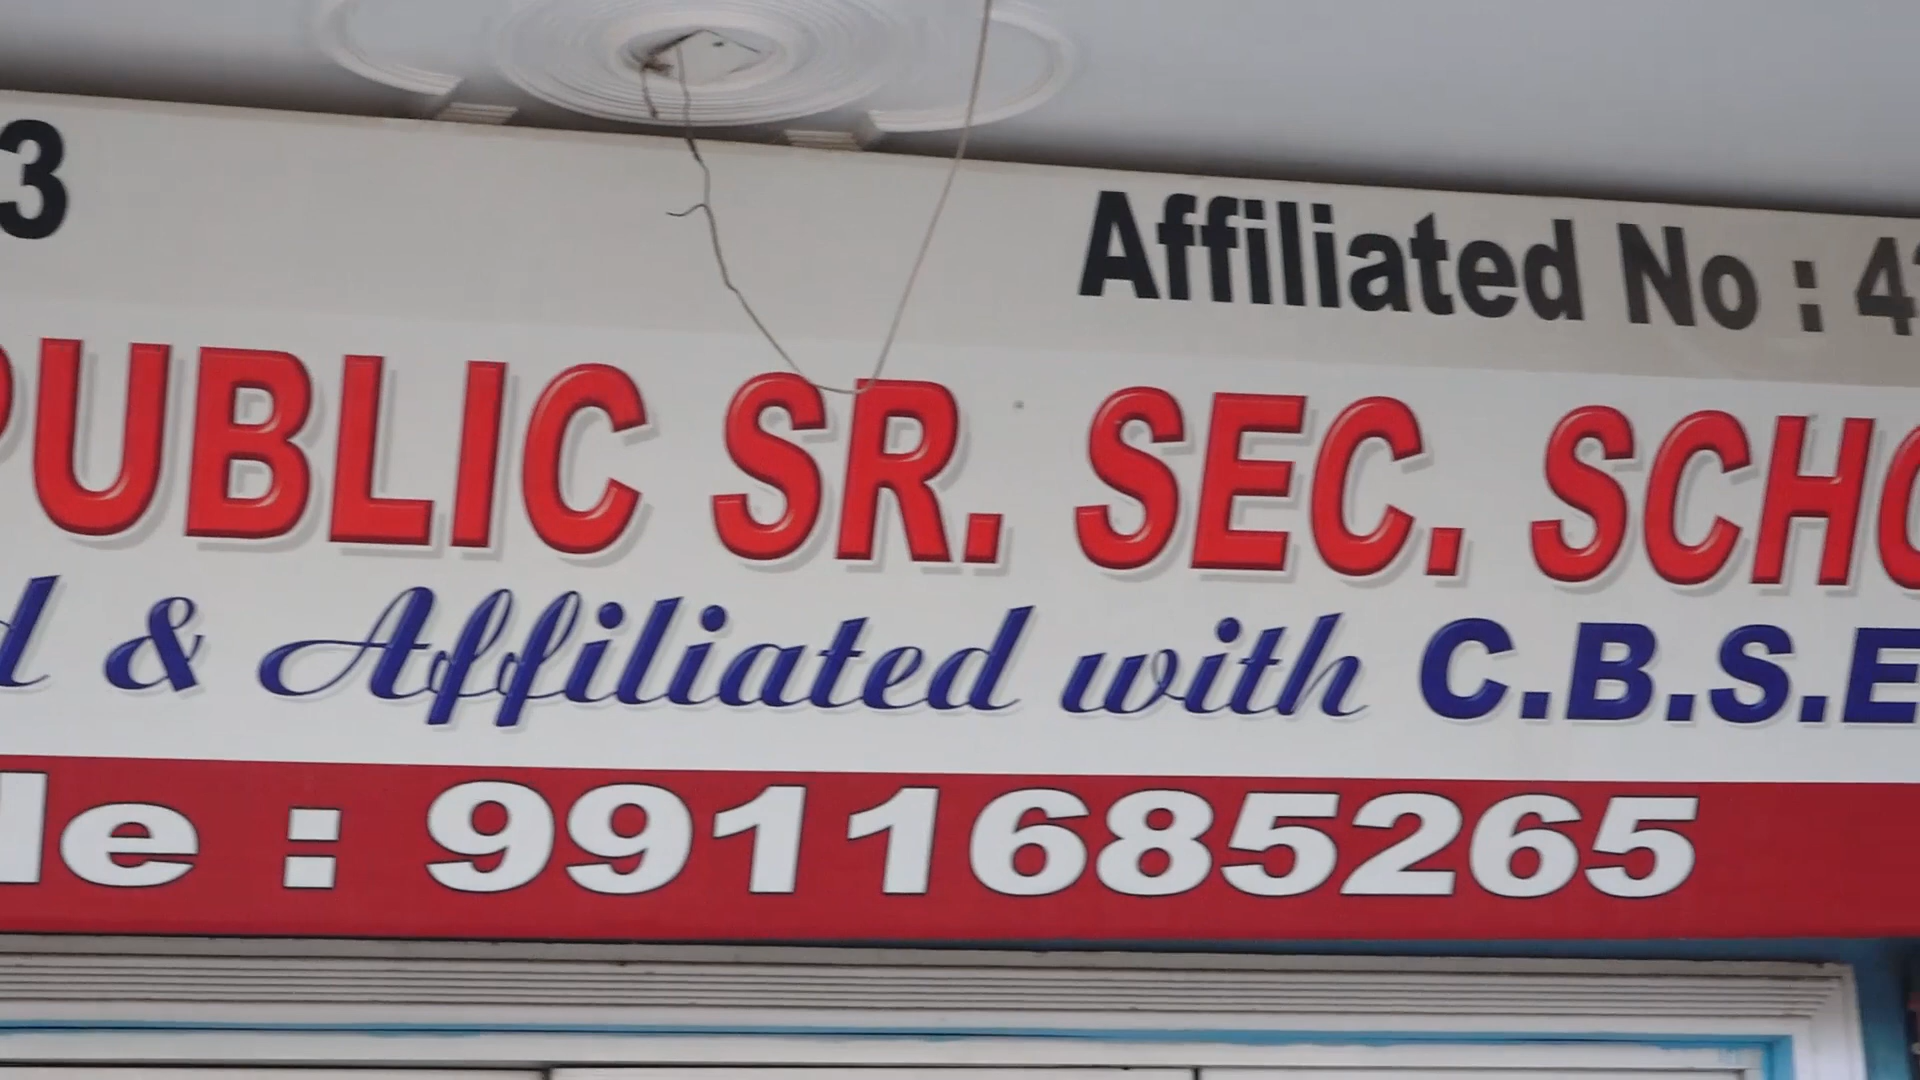 3 Affiliated No : 4
PUBLIC SR. SEC. SCHO
d & Affiliated with C.B.S.E
le : 9911685265